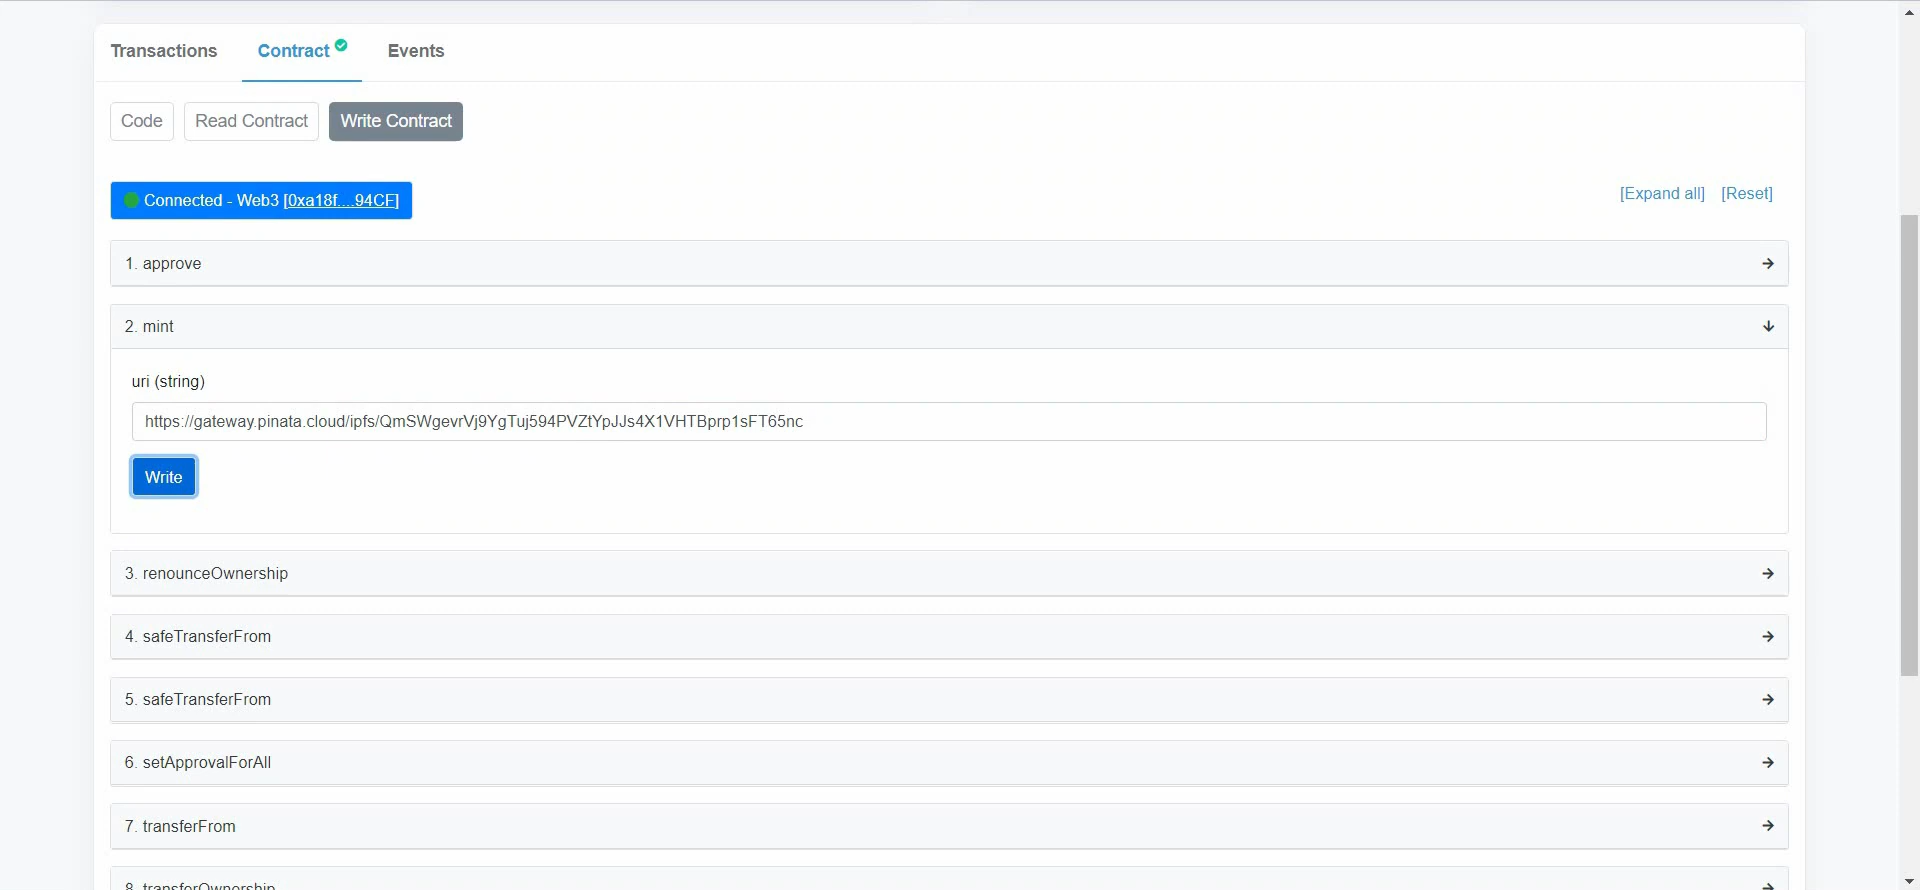 Transactions Contract Events
Code Read Contract Write Contract
Connected - Web3 [0xa18f....94CF] [Expand all] [Reset]
1. approve
2. mint
uri (string)
https://gateway.pinata.cloud/ipfs/QmSWgevrVj9YgTuj594PVZtYpJJs4X1VHTBprp1sFT65nc
Write
3. renounceOwnership
4. safeTransferFrom
5. safeTransferFrom
6. setApprovalForAll
7. transferFrom
8. transferOwnership